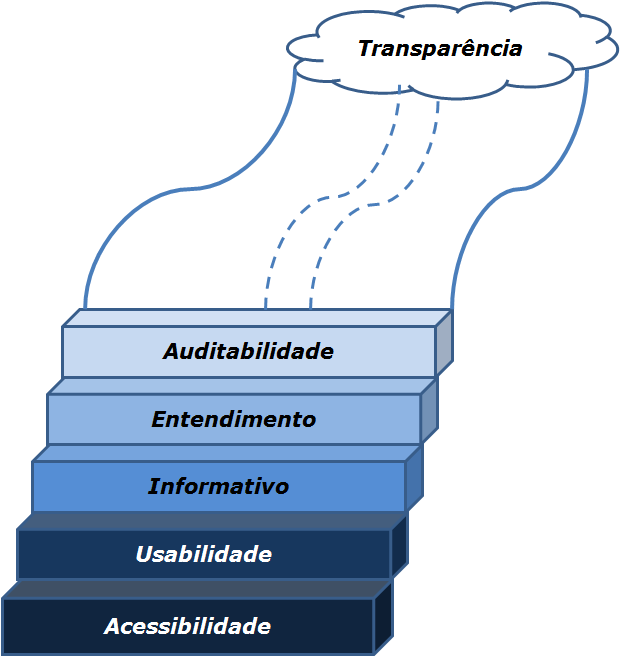 Transparência
Auditabilidade
Entendimento
Informativo
Usabilidade
Acessibilidade